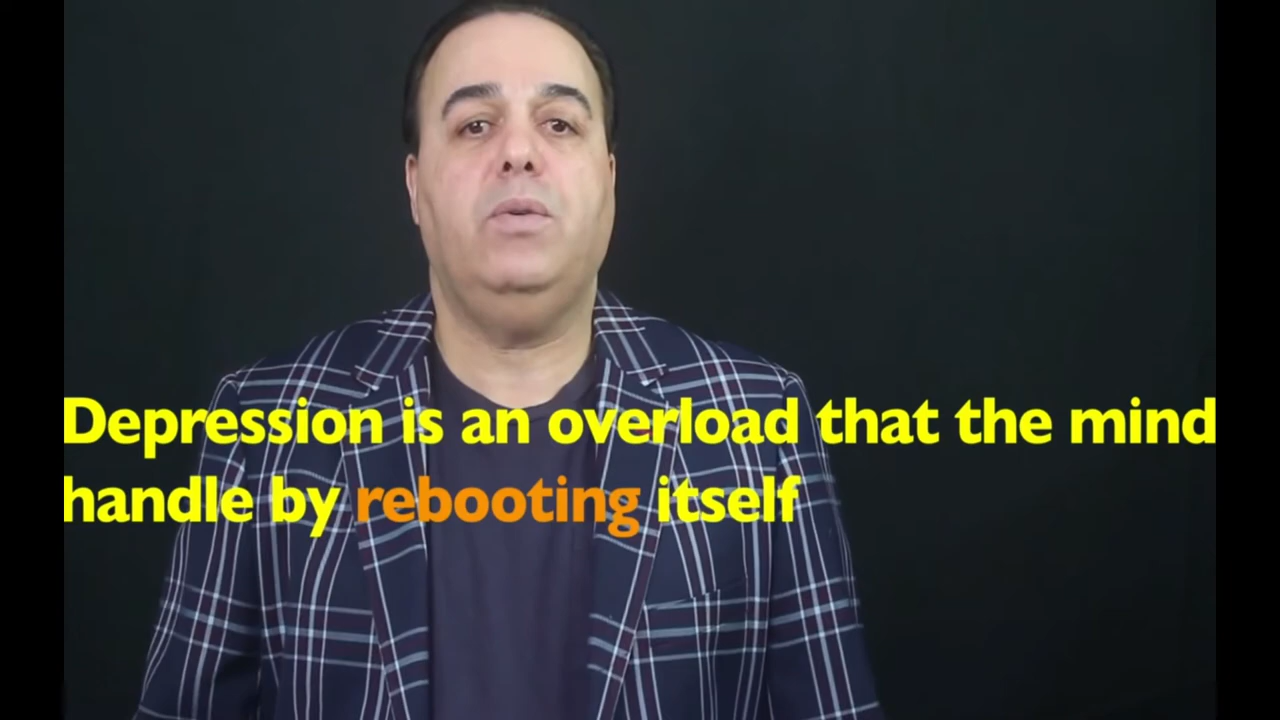 Depression is an overload that the mind
handle by rebooting itself